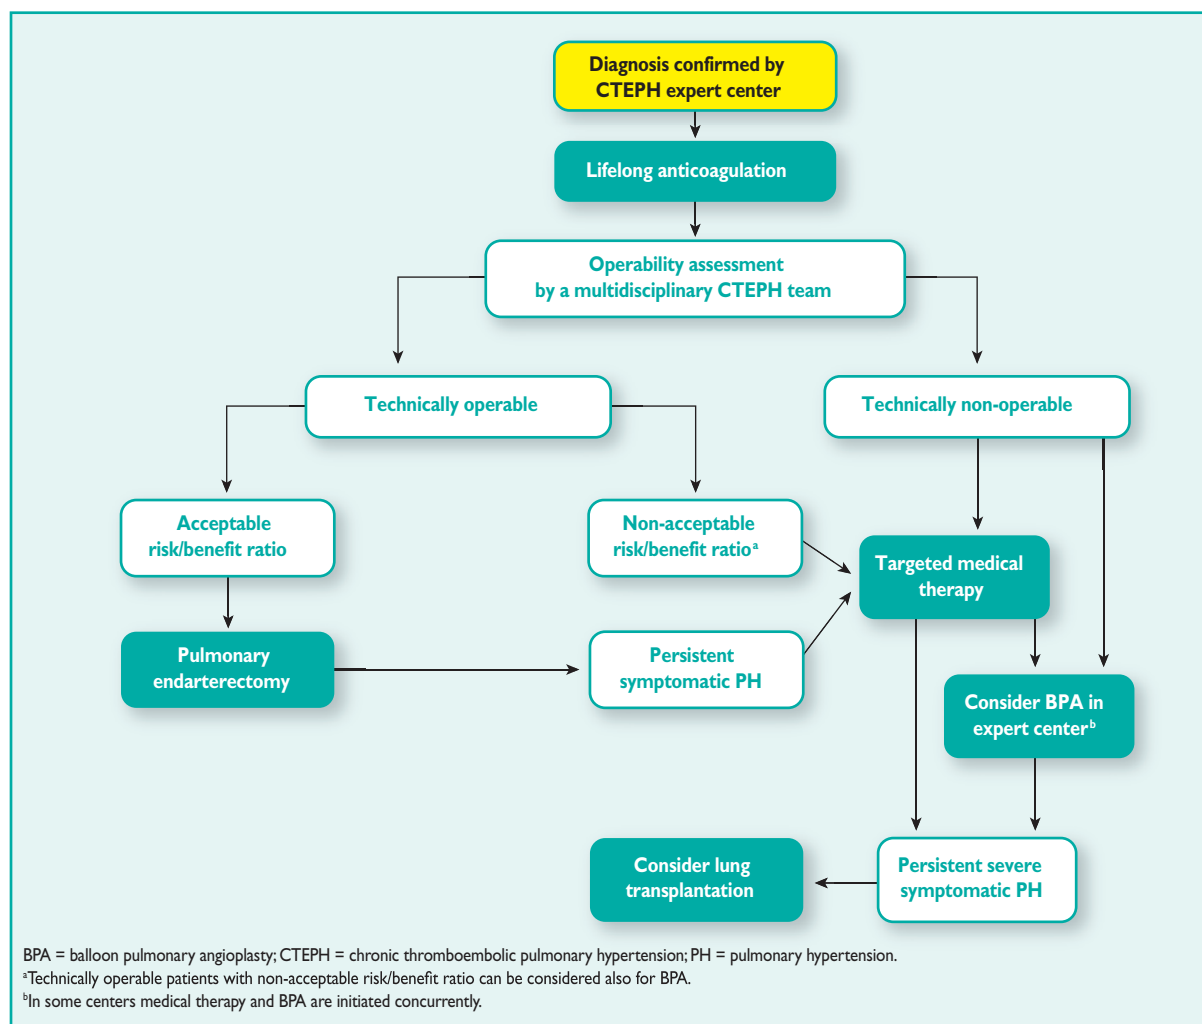 Diagnosis confirmed by
CTEPH expert center
Lifelong anticoagulation
Operability assessment
by a multidisciplinary CTEPH team
Technically operable
Technically non-operable
Acceptable
risk/benefit ratio
Non-acceptable
risk/benefit ratioᵃ
Targeted medical
therapy
Pulmonary
endarterectomy
Persistent
symptomatic PH
Consider BPA in
expert centerᵇ
Consider lung
transplantation
Persistent severe
symptomatic PH
BPA = balloon pulmonary angioplasty; CTEPH = chronic thromboembolic pulmonary hypertension; PH = pulmonary hypertension.
ᵃTechnically operable patients with non-acceptable risk/benefit ratio can be considered also for BPA.
ᵇIn some centers medical therapy and BPA are initiated concurrently.